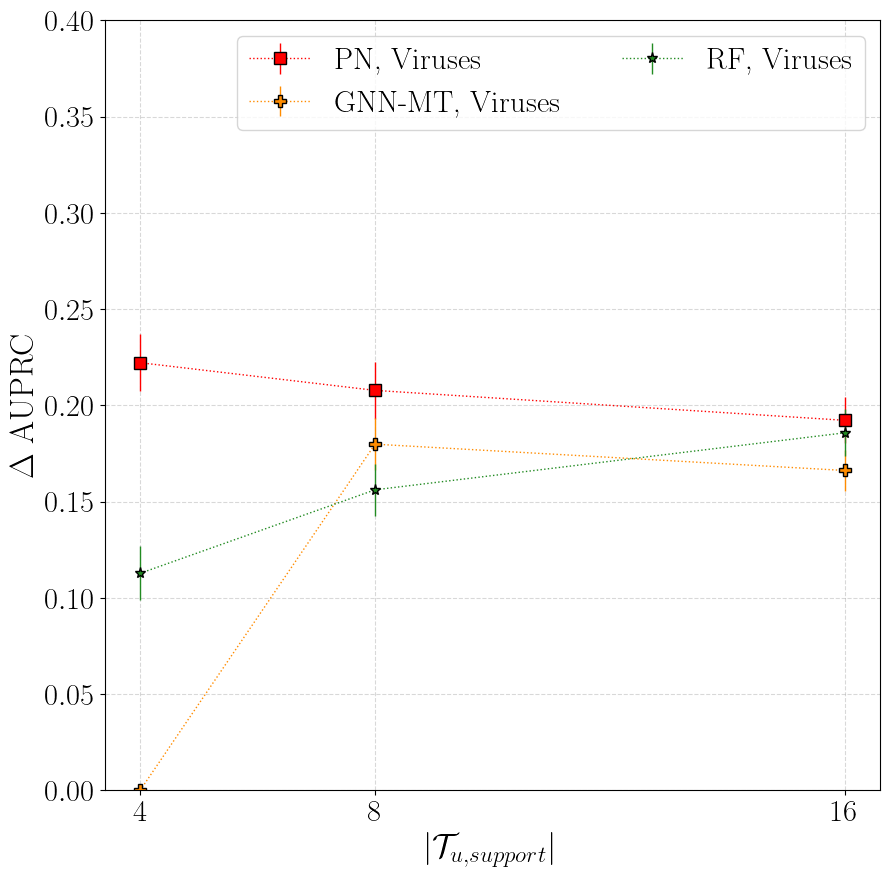 PN, Viruses
GNN-MT, Viruses
RF, Viruses
0.40
0.35
0.30
0.25
0.20
0.15
0.10
0.05
0.00
Δ AUPRC
4 8 16
|𝒯u,support|